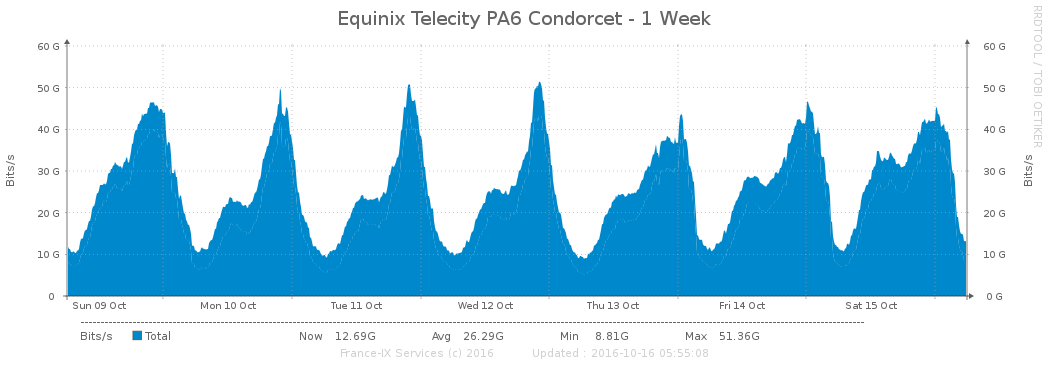 Equinix Telecity PA6 Condorcet - 1 Week
RRDTOOL / TOBI OETIKER
Bits/s
60 G
50 G
40 G
30 G
20 G
10 G
0
60 G
50 G
40 G
30 G
20 G
10 G
0 G
Bits/s
Sun 09 Oct Mon 10 Oct Tue 11 Oct Wed 12 Oct Thu 13 Oct Fri 14 Oct Sat 15 Oct
Bits/s Total Now 12.69G Avg 26.29G Min 8.81G Max 51.36G
France-IX Services (c) 2016 Updated : 2016-10-16 05:55:08